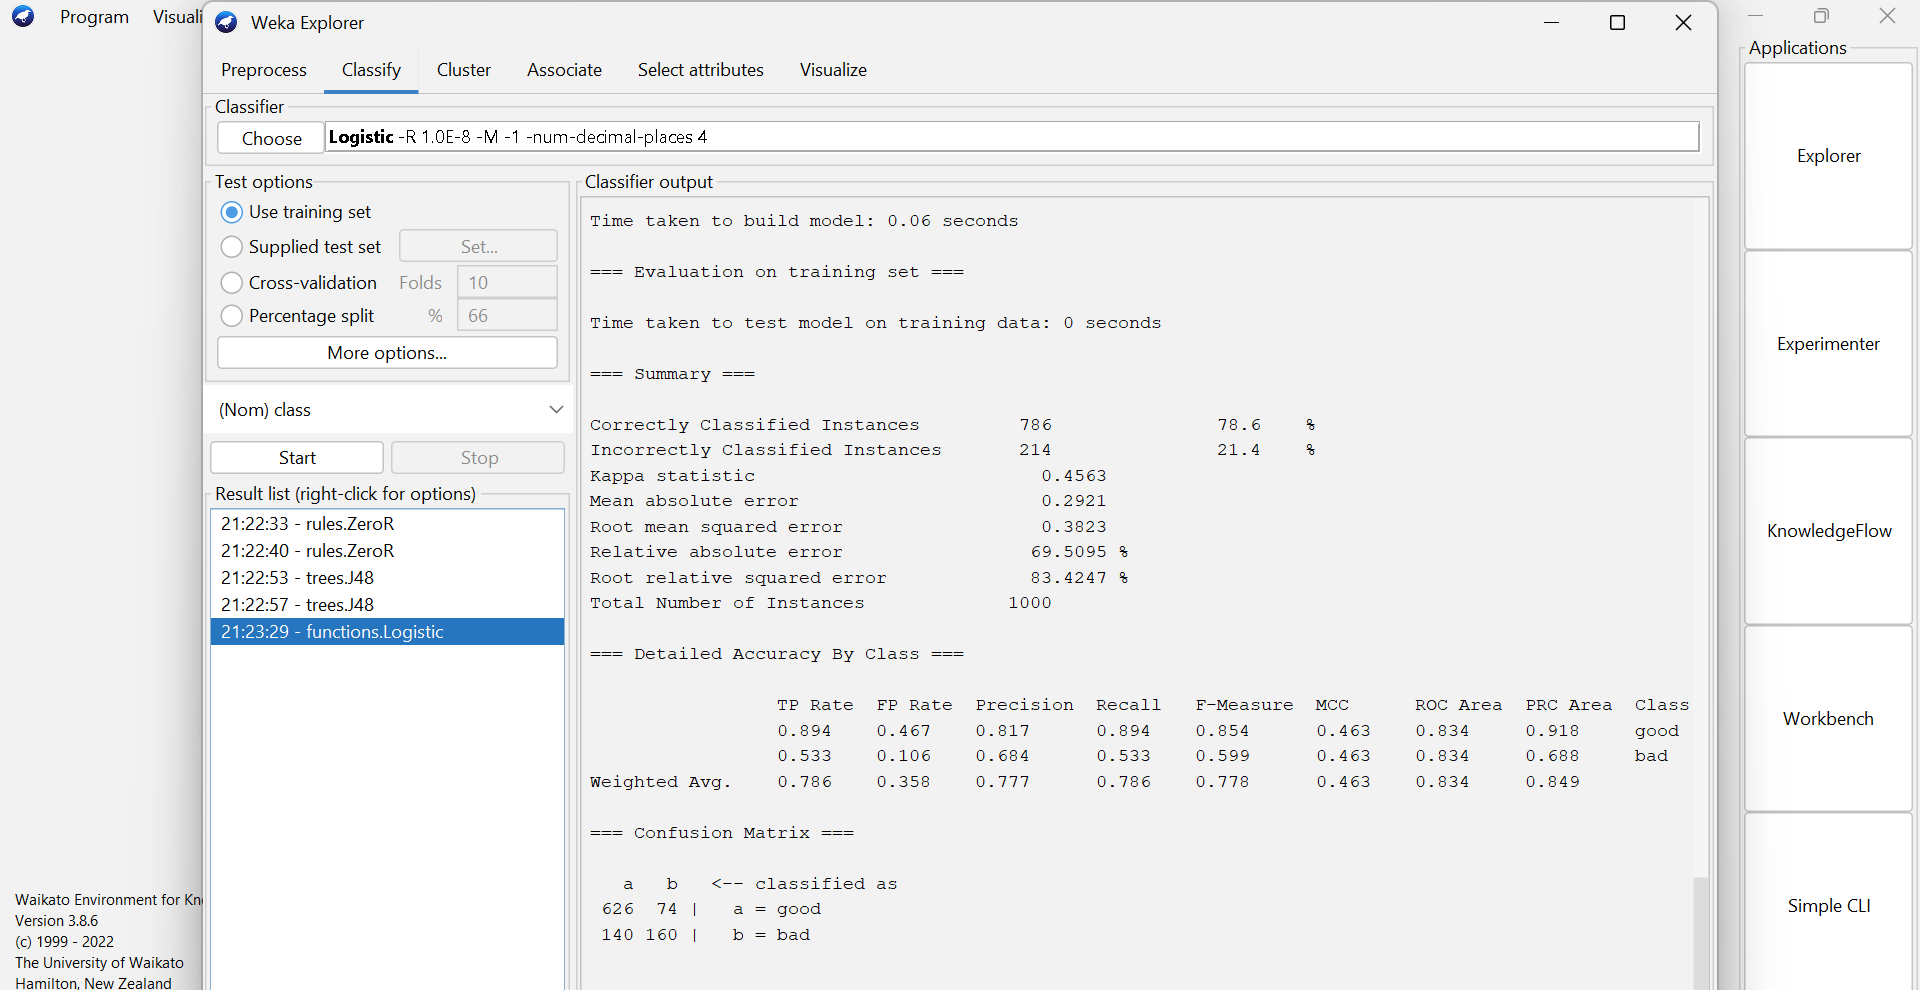 Program Visuali
Weka Explorer
Preprocess Classify Cluster Associate Select attributes Visualize
Classifier
Choose Logistic -R 1.0E-8 -M -1 -num-decimal-places 4
Test options
Use training set
Supplied test set Set...
Cross-validation Folds 10
Percentage split % 66
More options...
(Nom) class
Start Stop
Result list (right-click for options)
21:22:33 - rules.ZeroR
21:22:40 - rules.ZeroR
21:22:53 - trees.J48
21:22:57 - trees.J48
21:23:29 - functions.Logistic
Classifier output
Time taken to build model: 0.06 seconds
=== Evaluation on training set ===
Time taken to test model on training data: 0 seconds
=== Summary ===
Correctly Classified Instances 786 78.6 %
Incorrectly Classified Instances 214 21.4 %
Kappa statistic 0.4563
Mean absolute error 0.2921
Root mean squared error 0.3823
Relative absolute error 69.5095 %
Root relative squared error 83.4247 %
Total Number of Instances 1000
=== Detailed Accuracy By Class ===
TP Rate FP Rate Precision Recall F-Measure MCC ROC Area PRC Area Class
0.894 0.467 0.817 0.894 0.854 0.463 0.834 0.918 good
0.533 0.106 0.684 0.533 0.599 0.463 0.834 0.688 bad
Weighted Avg. 0.786 0.358 0.777 0.786 0.778 0.463 0.834 0.849
=== Confusion Matrix ===
a b <-- classified as
626 74 | a = good
140 160 | b = bad
Applications
Explorer
Experimenter
KnowledgeFlow
Workbench
Simple CLI
Waikato Environment for Kn
Version 3.8.6
(c) 1999 - 2022
The University of Waikato
Hamilton, New Zealand